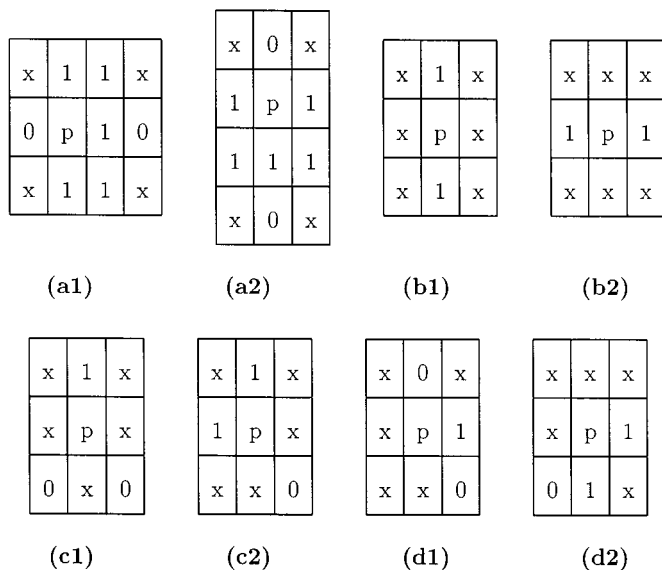 x 1 1 x
0 p 1 0
x 1 1 x
(a1)
x 0 x
1 p 1
1 1 1
x 0 x
(a2)
x 1 x
x p x
x 1 x
(b1)
x x x
1 p 1
x x x
(b2)
x 1 x
x p x
0 x 0
(c1)
x 1 x
1 p x
x x 0
(c2)
x 0 x
x p 1
x x 0
(d1)
x x x
x p 1
0 1 x
(d2)